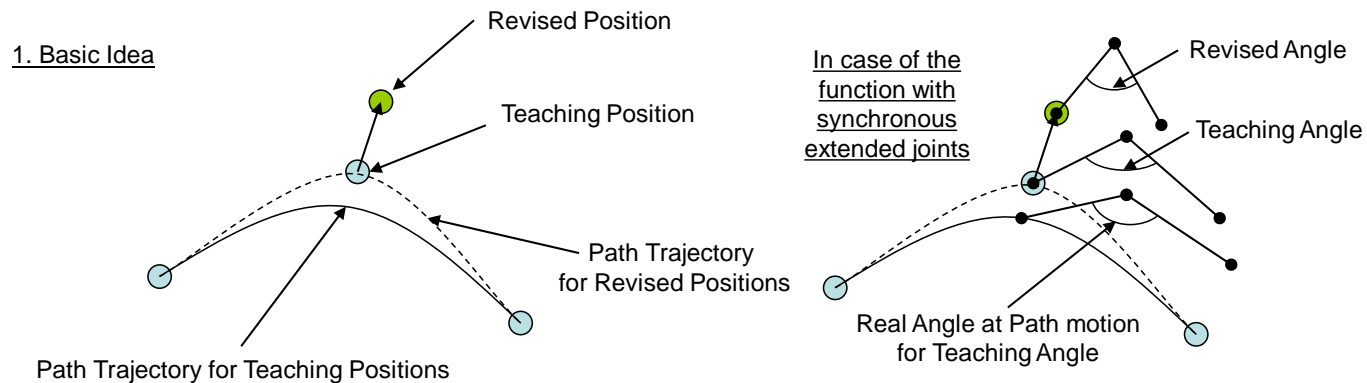 1. Basic Idea
Revised Position
Teaching Position
Path Trajectory
for Revised Positions
Path Trajectory for Teaching Positions
In case of the
function with
synchronous
extended joints
Revised Angle
Teaching Angle
Real Angle at Path motion
for Teaching Angle